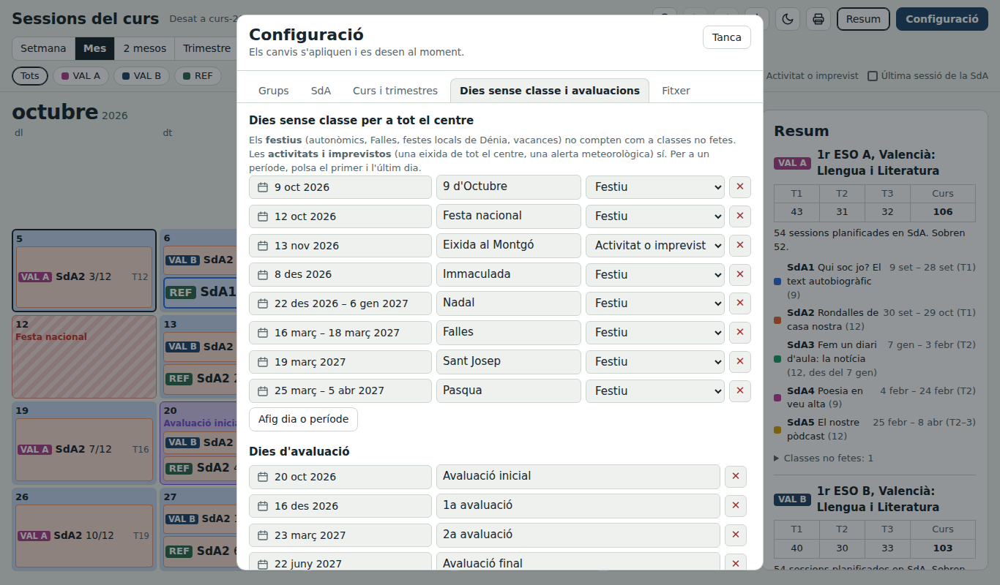 Sessions del curs
Desat a curs-2
Resum
Configuració
Setmana
Mes
2 mesos
Trimestre
Tots
VAL A
VAL B
REF
Activitat o imprevist
Última sessió de la SdA
octubre 2026
dl
dt
5
VAL A SdA2 3/12 T12
6
VAL B SdA2
REF SdA1
12
Festa nacional
13
VAL B SdA2
REF SdA2
19
VAL A SdA2 7/12 T16
20
Avaluació
VAL B SdA2
REF SdA2
26
VAL A SdA2 10/12 T19
27
VAL B SdA2
REF SdA2
Configuració
Els canvis s'apliquen i es desen al moment.
Tanca
Grups
SdA
Curs i trimestres
Dies sense classe i avaluacions
Fitxer
Dies sense classe per a tot el centre
Els festius (autonòmics, Falles, festes locals de Dénia, vacances) no compten com a classes no fetes.
Les activitats i imprevistos (una eixida de tot el centre, una alerta meteorològica) sí. Per a un
període, polsa el primer i l'últim dia.
9 oct 2026 9 d'Octubre Festiu ✕
12 oct 2026 Festa nacional Festiu ✕
13 nov 2026 Eixida al Montgó Activitat o imprevist ✕
8 des 2026 Immaculada Festiu ✕
22 des 2026 – 6 gen 2027 Nadal Festiu ✕
16 març – 18 març 2027 Falles Festiu ✕
19 març 2027 Sant Josep Festiu ✕
25 març – 5 abr 2027 Pasqua Festiu ✕
Afig dia o període
Dies d'avaluació
20 oct 2026 Avaluació inicial ✕
16 des 2026 1a avaluació ✕
23 març 2027 2a avaluació ✕
22 juny 2027 Avaluació final ✕
Resum
VAL A 1r ESO A, Valencià:
Llengua i Literatura
T1 T2 T3 Curs
43 31 32 106
54 sessions planificades en SdA. Sobren
52.
SdA1 Qui soc jo? El 9 set – 28 set (T1)
text autobiogràfic
(9)
SdA2 Rondalles de 30 set – 29 oct (T1)
casa nostra (12)
SdA3 Fem un diari 7 gen – 3 febr (T2)
d'aula: la notícia
(12, des del 7 gen)
SdA4 Poesia en 4 febr – 24 febr (T2)
veu alta (9)
SdA5 El nostre 25 febr – 8 abr (T2–3)
pòdcast (12)
Classes no fetes: 1
VAL B 1r ESO B, Valencià:
Llengua i Literatura
T1 T2 T3 Curs
40 30 33 103
54 sessions planificades en SdA. Sobren